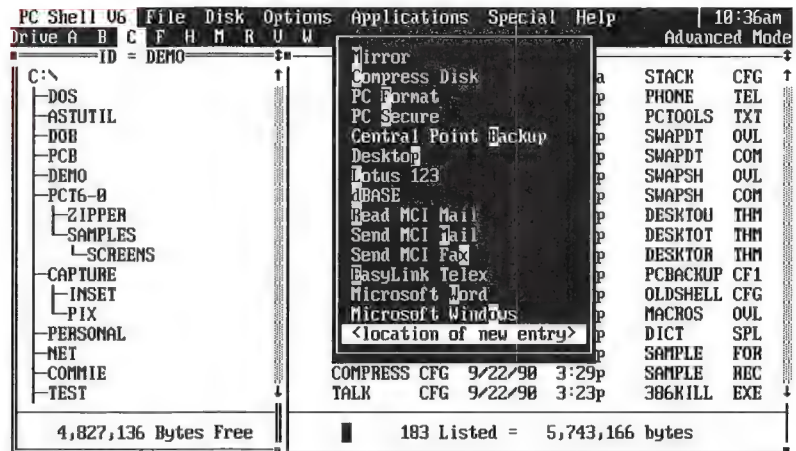 PC Shell V6 File Disk Options Applications Special Help 10:36am
Drive A B C F H M R U W Advanced Mode
ID = DEMO
C:\
DOS
ASTUTIL
DOB
PCB
DEMO
PCT6-0
ZIPPER
SAMPLES
SCREENS
CAPTURE
INSET
PIX
PERSONAL
NET
COMMIE
TEST
Mirror
Compress Disk
PC Format
PC Secure
Central Point Backup
Desktop
Lotus 123
dBASE
Read MCI Mail
Send MCI Mail
Send MCI Fax
EasyLink Telex
Microsoft Word
Microsoft Windows
<location of new entry>
COMPRESS CFG 9/22/90 3:29p
TALK CFG 9/22/90 3:23p
a STACK CFG
p PHONE TEL
p PCTOOLS TXT
p SWAPDT OVL
p SWAPDT COM
p SWAPSH OVL
p SWAPSH COM
p DESKTOU THM
p DESKTOT THM
p DESKTOR THM
p PCBACKUP CF1
p OLDSHELL CFG
p MACROS OVL
p DICT SPL
p SAMPLE FOR
SAMPLE REC
386KILL EXE
4,827,136 Bytes Free
183 Listed = 5,743,166 bytes